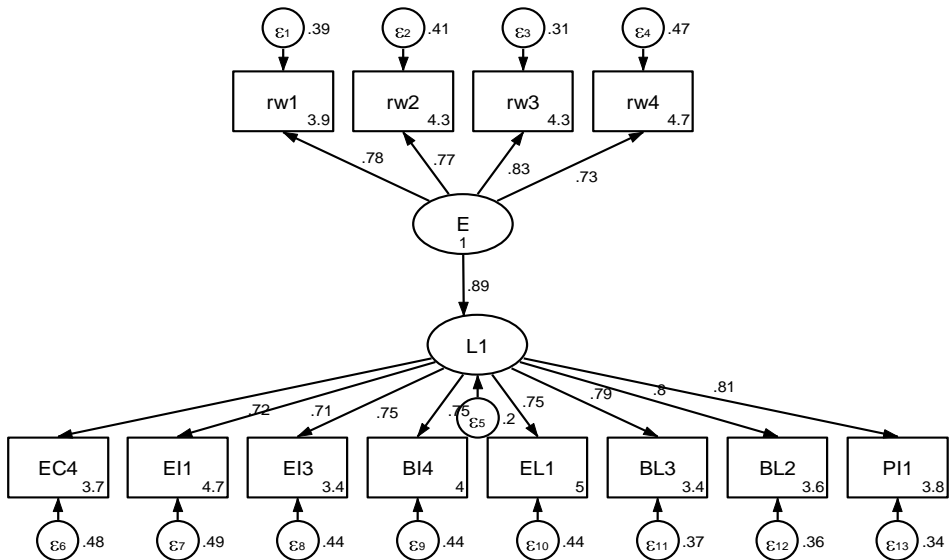 ε1 .39 ε2 .41 ε3 .31 ε4 .47
rw1 3.9 rw2 4.3 rw3 4.3 rw4 4.7
.78 .77 .83 .73
E
1
.89
L1
.72 .71 .75 .75 .75 .79 .8 .81
ε5 .2
EC4 3.7 EI1 4.7 EI3 3.4 BI4 4 EL1 5 BL3 3.4 BL2 3.6 PI1 3.8
ε6 .48 ε7 .49 ε8 .44 ε9 .44 ε10 .44 ε11 .37 ε12 .36 ε13 .34